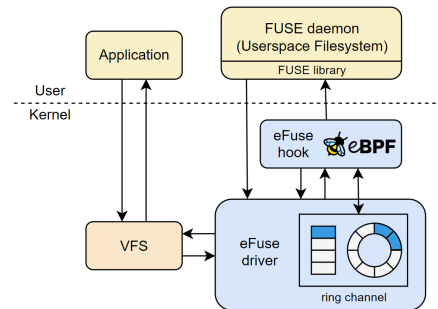 FUSE daemon
(Userspace Filesystem)
Application
FUSE library
User
Kernel
eFuse
hook
eBPF
VFS
eFuse
driver
ring channel